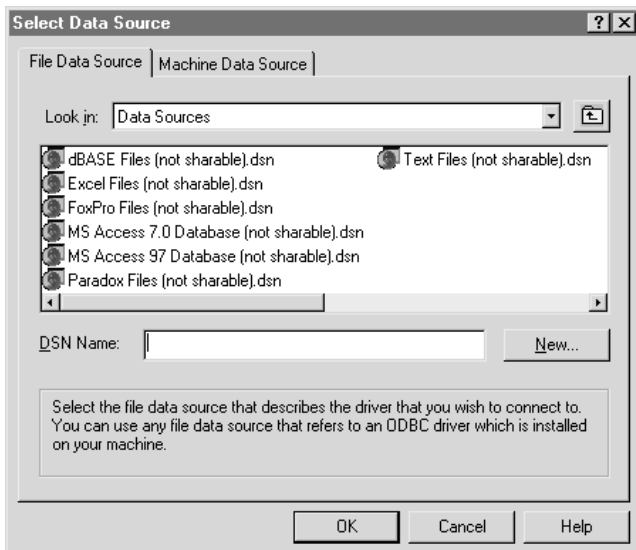 Select Data Source
File Data Source
Machine Data Source
Look in:
Data Sources
dBASE Files (not sharable).dsn
Excel Files (not sharable).dsn
FoxPro Files (not sharable).dsn
MS Access 7.0 Database (not sharable).dsn
MS Access 97 Database (not sharable).dsn
Paradox Files (not sharable).dsn
Text Files (not sharable).dsn
DSN Name:
New...
Select the file data source that describes the driver that you wish to connect to.
You can use any file data source that refers to an ODBC driver which is installed
on your machine.
OK
Cancel
Help